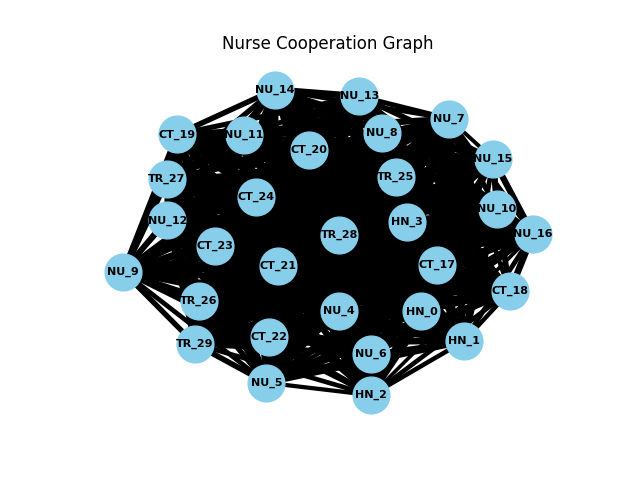 Nurse Cooperation Graph
NU_14
NU_13
NU_7
CT_19
NU_11
NU_8
CT_20
NU_15
TR_27
TR_25
CT_24
NU_10
NU_12
HN_3
NU_16
TR_28
CT_23
CT_21
CT_17
NU_9
CT_18
TR_26
NU_4
HN_0
CT_22
HN_1
TR_29
NU_6
NU_5
HN_2